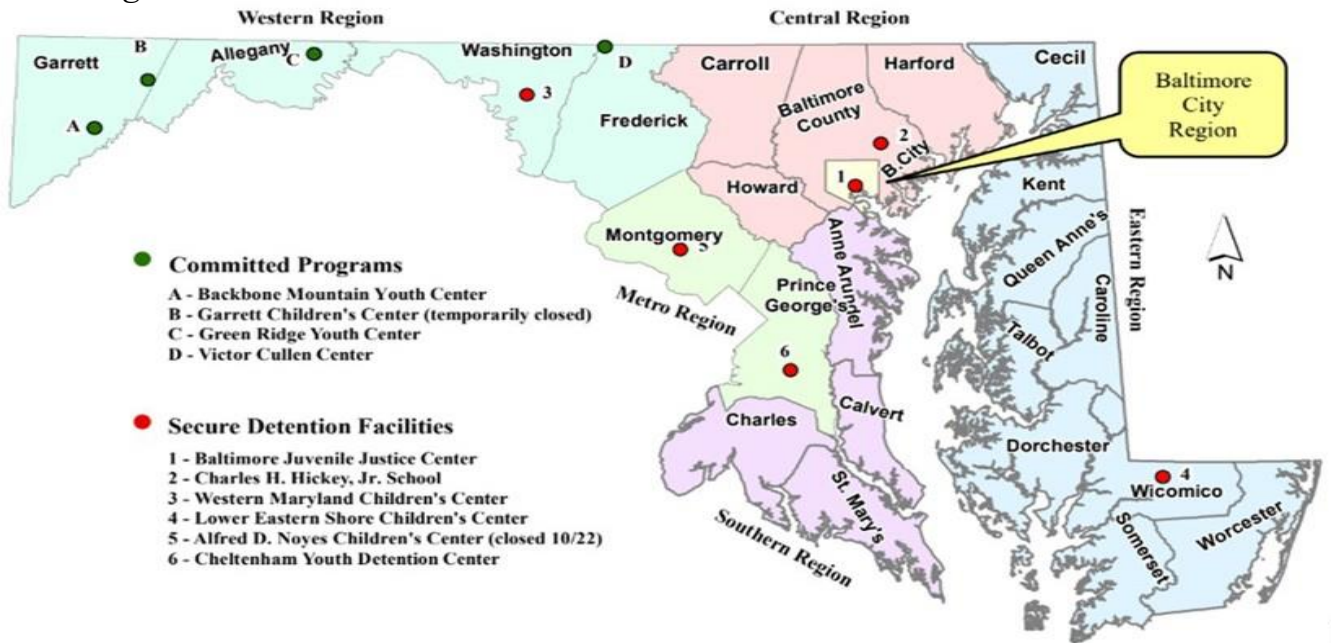 Western Region
Central Region
Garrett
B
Allegany
C
Washington
D
Carroll
Harford
Cecil
A
3
Frederick
Baltimore
County
2
B.City
1
Baltimore
City
Region
Howard
Kent
Montgomery
5
Anne Arundel
Queen Anne's
Eastern Region
N
Prince
George's
Metro Region
Caroline
Talbot
6
Charles
Calvert
Dorchester
St. Mary's
Southern Region
4
Wicomico
Somerset
Worcester
Committed Programs
A - Backbone Mountain Youth Center
B - Garrett Children's Center (temporarily closed)
C - Green Ridge Youth Center
D - Victor Cullen Center
Secure Detention Facilities
1 - Baltimore Juvenile Justice Center
2 - Charles H. Hickey, Jr. School
3 - Western Maryland Children's Center
4 - Lower Eastern Shore Children's Center
5 - Alfred D. Noyes Children's Center (closed 10/22)
6 - Cheltenham Youth Detention Center